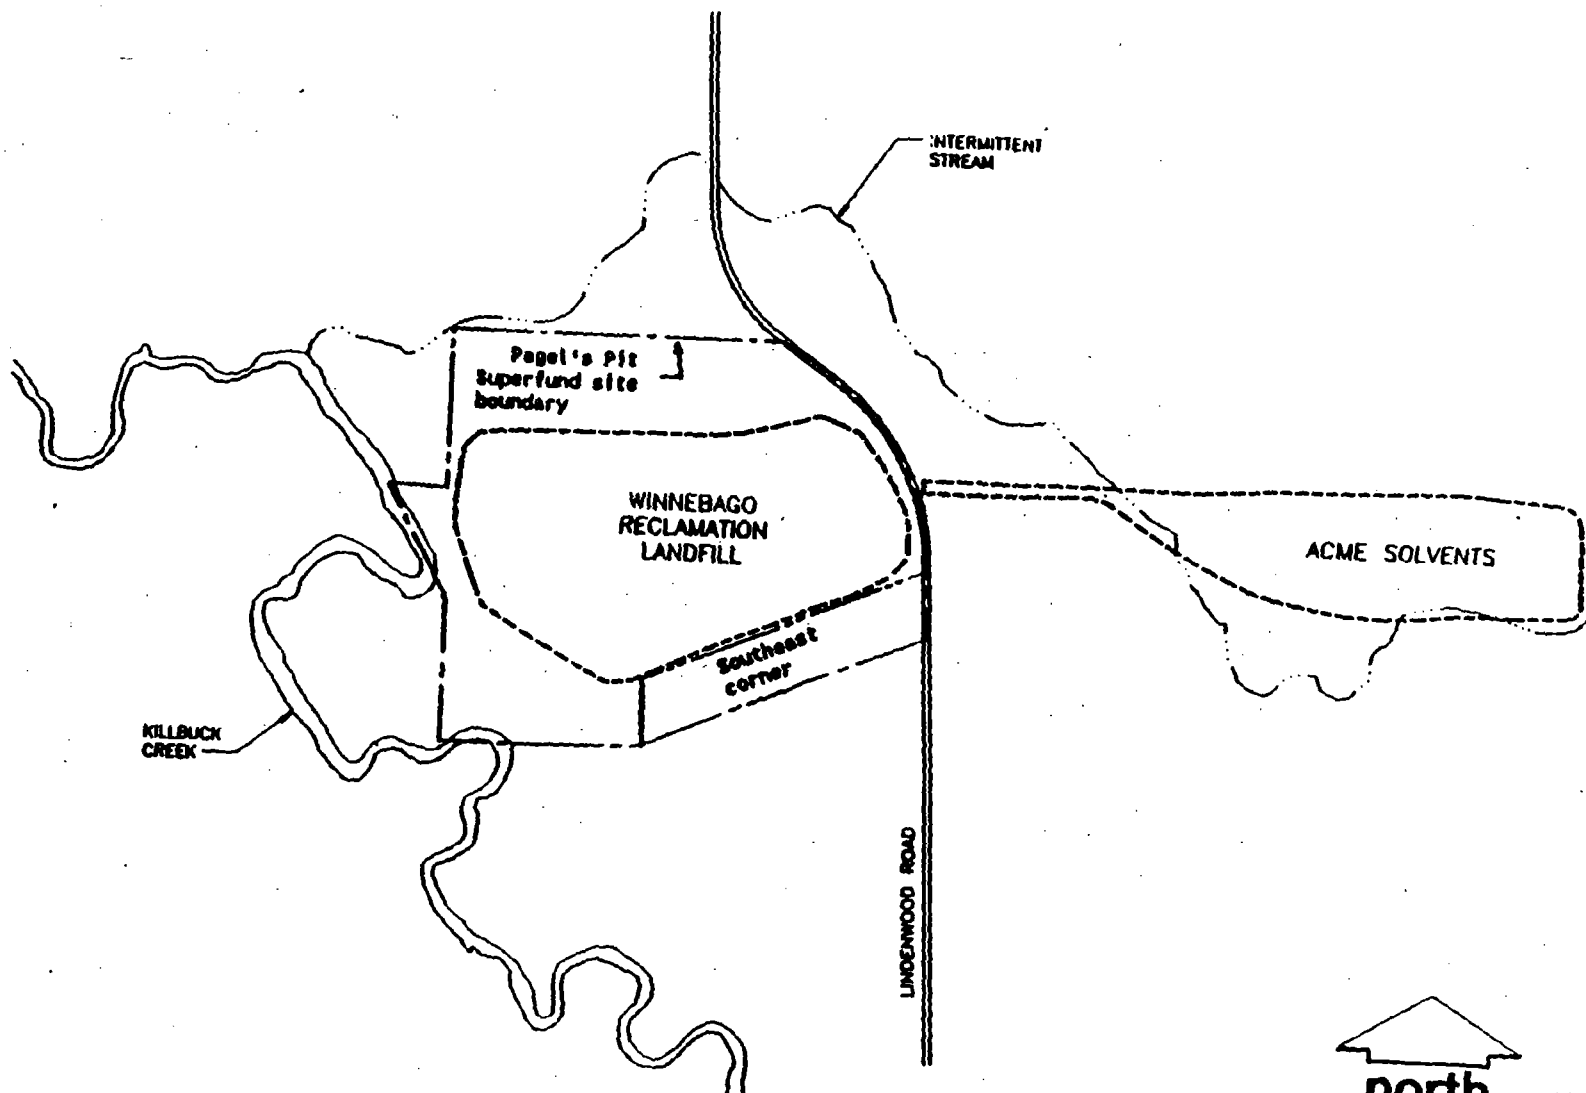 INTERMITTENT
STREAM
Pagel's Pit
Superfund site
boundary
WINNEBAGO
RECLAMATION
LANDFILL
ACME SOLVENTS
Southeast
corner
KILLBUCK
CREEK
LINDENWOOD ROAD
north